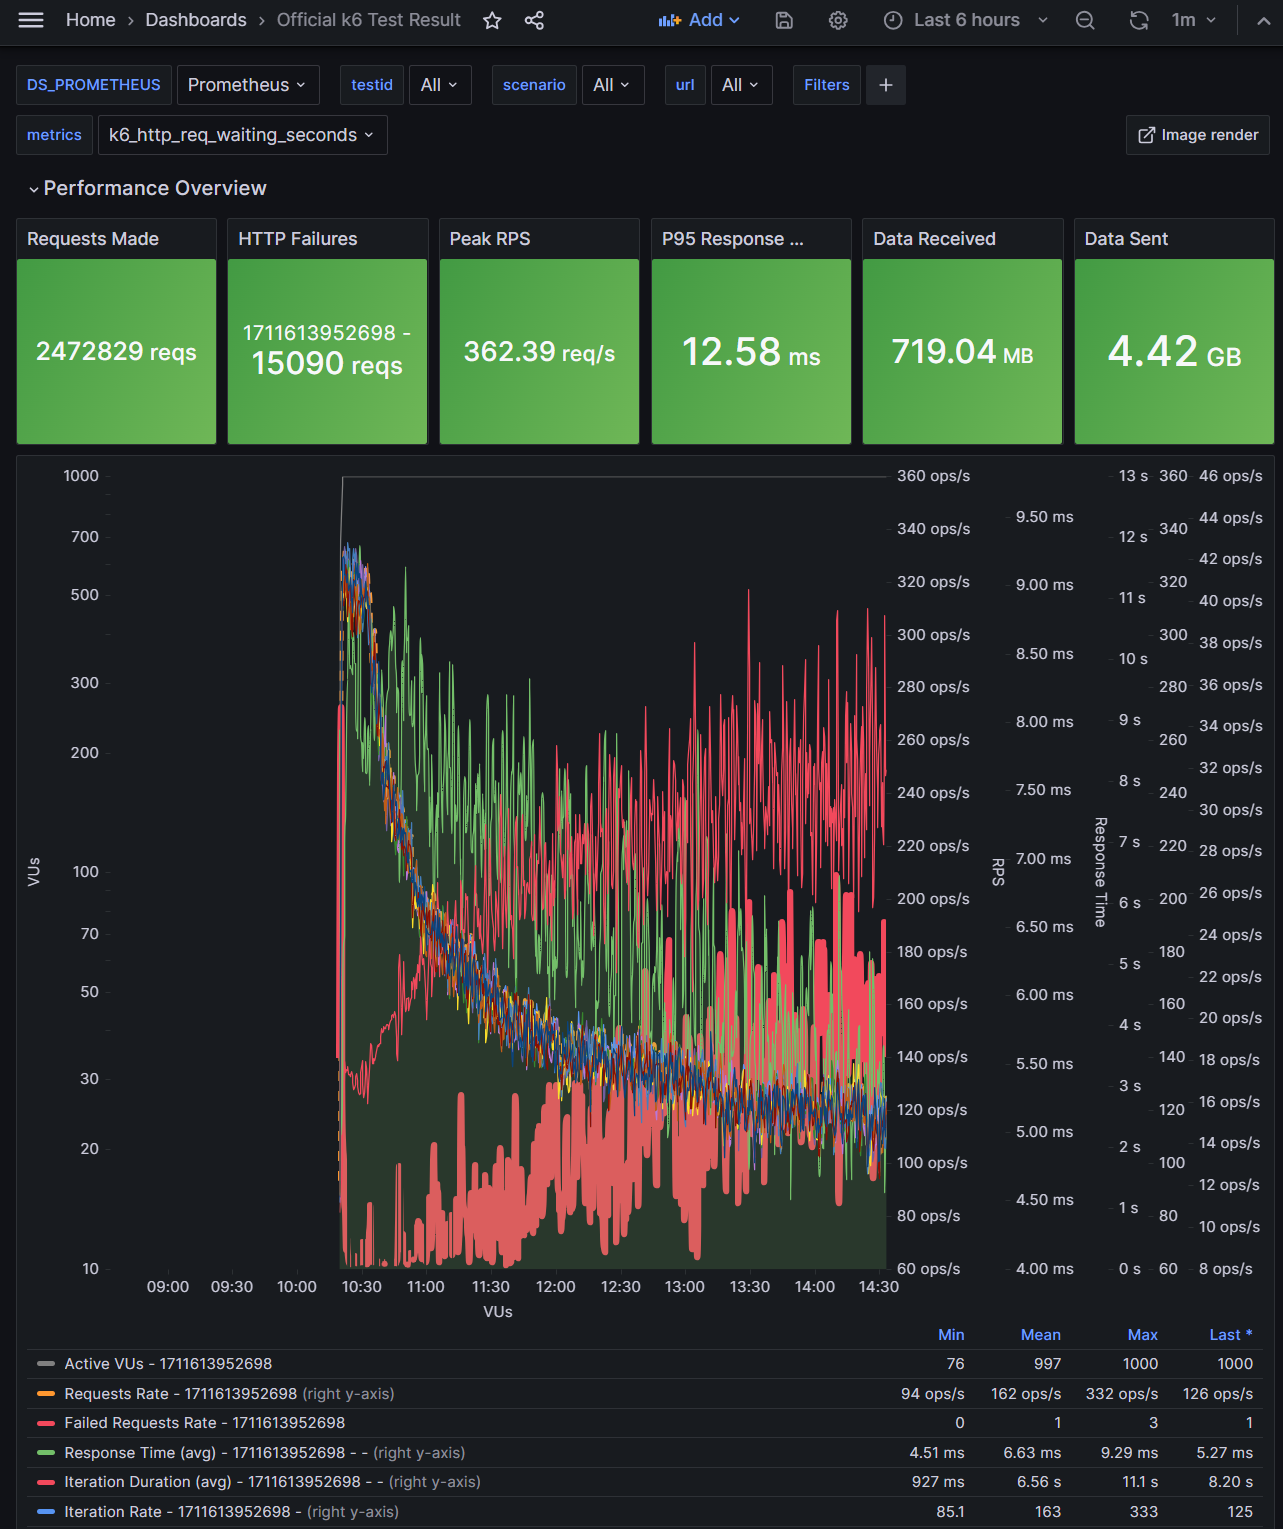 Home › Dashboards › Official k6 Test Result Add Last 6 hours 1m
DS_PROMETHEUS Prometheus testid All scenario All url All Filters +
metrics k6_http_req_waiting_seconds Image render
Performance Overview
Requests Made HTTP Failures Peak RPS P95 Response ... Data Received Data Sent
2472829 reqs 1711613952698 - 15090 reqs 362.39 req/s 12.58 ms 719.04 MB 4.42 GB
1000
700
500
300
200
100
70
50
30
20
10
VUs
360 ops/s
340 ops/s
320 ops/s
300 ops/s
280 ops/s
260 ops/s
240 ops/s
220 ops/s
200 ops/s
180 ops/s
160 ops/s
140 ops/s
120 ops/s
100 ops/s
80 ops/s
60 ops/s
RPS
9.50 ms
9.00 ms
8.50 ms
8.00 ms
7.50 ms
7.00 ms
6.50 ms
6.00 ms
5.50 ms
5.00 ms
4.50 ms
4.00 ms
Response Time
13 s
12 s
11 s
10 s
9 s
8 s
7 s
6 s
5 s
4 s
3 s
2 s
1 s
0 s
360
340
320
300
280
260
240
220
200
180
160
140
120
100
80
60
46 ops/s
44 ops/s
42 ops/s
40 ops/s
38 ops/s
36 ops/s
34 ops/s
32 ops/s
30 ops/s
28 ops/s
26 ops/s
24 ops/s
22 ops/s
20 ops/s
18 ops/s
16 ops/s
14 ops/s
12 ops/s
10 ops/s
8 ops/s
09:00 09:30 10:00 10:30 11:00 11:30 12:00 12:30 13:00 13:30 14:00 14:30
VUs
Min Mean Max Last *
Active VUs - 1711613952698 76 997 1000 1000
Requests Rate - 1711613952698 (right y-axis) 94 ops/s 162 ops/s 332 ops/s 126 ops/s
Failed Requests Rate - 1711613952698 0 1 3 1
Response Time (avg) - 1711613952698 - - (right y-axis) 4.51 ms 6.63 ms 9.29 ms 5.27 ms
Iteration Duration (avg) - 1711613952698 - - (right y-axis) 927 ms 6.56 s 11.1 s 8.20 s
Iteration Rate - 1711613952698 - (right y-axis) 85.1 163 333 125